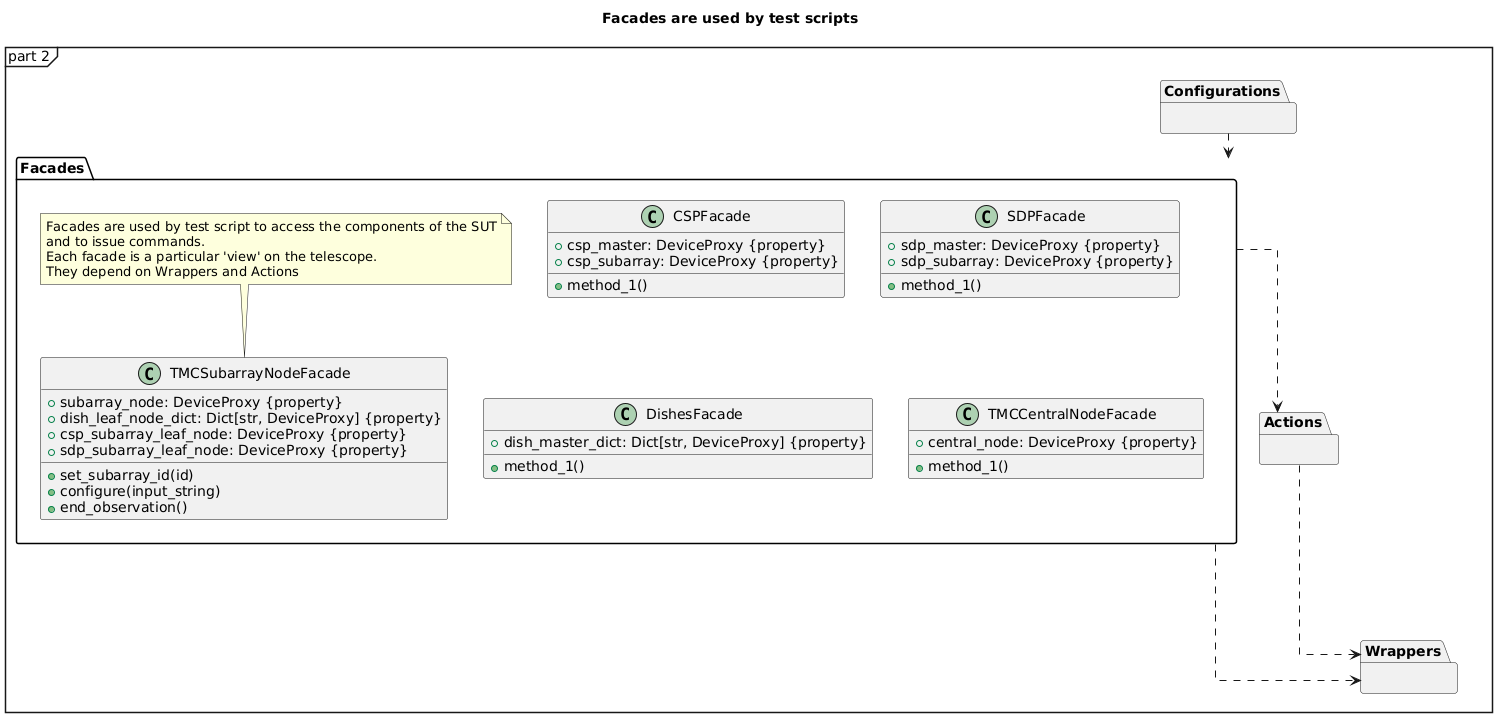 Facades are used by test scripts
part 2
Configurations
Facades
Facades are used by test script to access the components of the SUT
and to issue commands.
Each facade is a particular 'view' on the telescope.
They depend on Wrappers and Actions
C CSPFacade
csp_master: DeviceProxy {property}
csp_subarray: DeviceProxy {property}
method_1()
C SDPFacade
sdp_master: DeviceProxy {property}
sdp_subarray: DeviceProxy {property}
method_1()
C TMCSubarrayNodeFacade
subarray_node: DeviceProxy {property}
dish_leaf_node_dict: Dict[str, DeviceProxy] {property}
csp_subarray_leaf_node: DeviceProxy {property}
sdp_subarray_leaf_node: DeviceProxy {property}
set_subarray_id(id)
configure(input_string)
end_observation()
C DishesFacade
dish_master_dict: Dict[str, DeviceProxy] {property}
method_1()
C TMCCentralNodeFacade
central_node: DeviceProxy {property}
method_1()
Actions
Wrappers